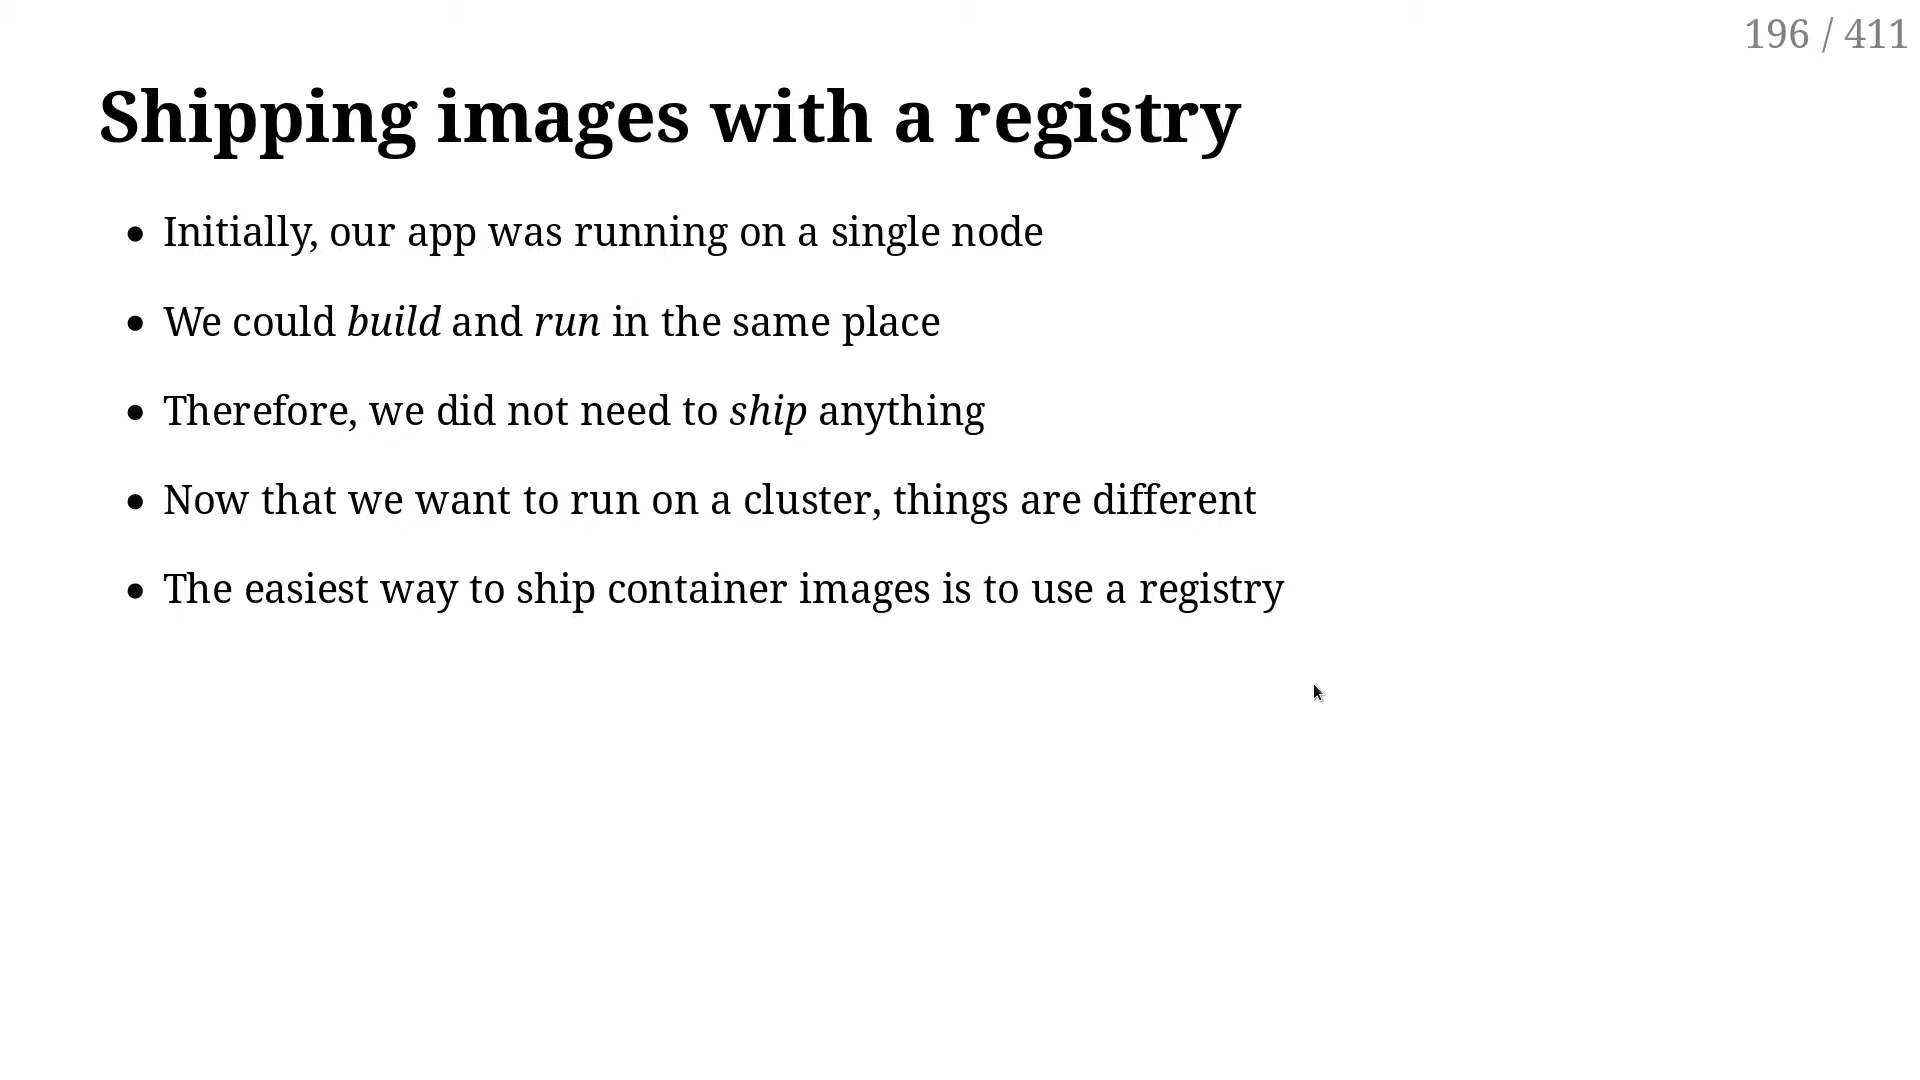 196 / 411
Shipping images with a registry
• Initially, our app was running on a single node
• We could build and run in the same place
• Therefore, we did not need to ship anything
• Now that we want to run on a cluster, things are different
• The easiest way to ship container images is to use a registry